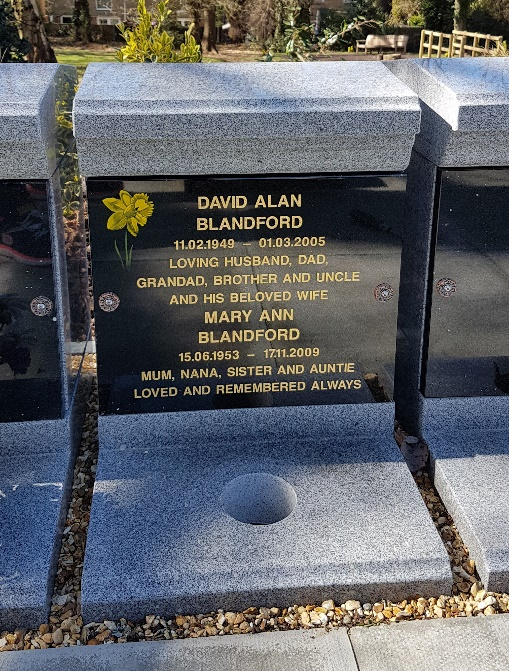 DAVID ALAN
BLANDFORD
11.02.1949 – 01.03.2005
LOVING HUSBAND, DAD,
GRANDAD, BROTHER AND UNCLE
AND HIS BELOVED WIFE
MARY ANN
BLANDFORD
15.06.1953 – 17.11.2009
MUM, NANA, SISTER AND AUNTIE
LOVED AND REMEMBERED ALWAYS